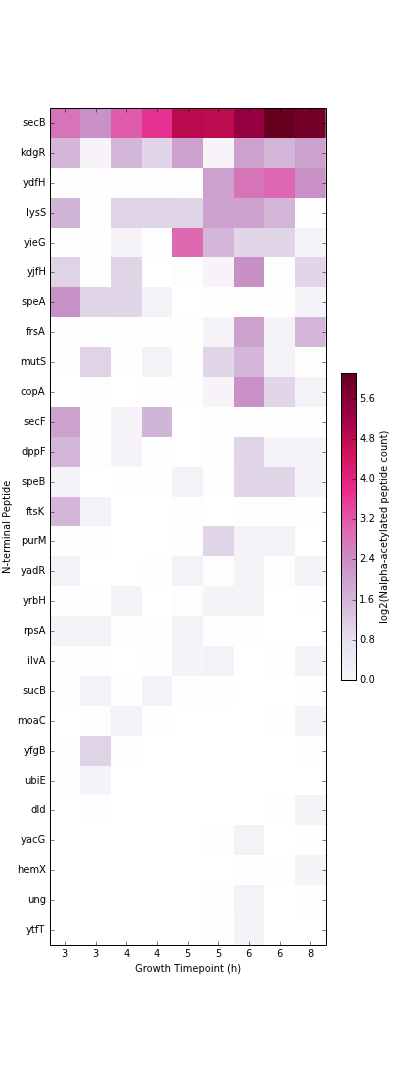 secB
kdgR
ydfH
lysS
yieG
yjfH
speA
frsA
mutS
copA
secF
dppF
speB
ftsK
purM
yadR
yrbH
rpsA
ilvA
sucB
moaC
yfgB
ubiE
dld
yacG
hemX
ung
ytfT
N-terminal Peptide
3 3 4 4 5 5 6 6 8
Growth Timepoint (h)
5.6
4.8
4.0
3.2
2.4
1.6
0.8
0.0
log2(Nalpha-acetylated peptide count)